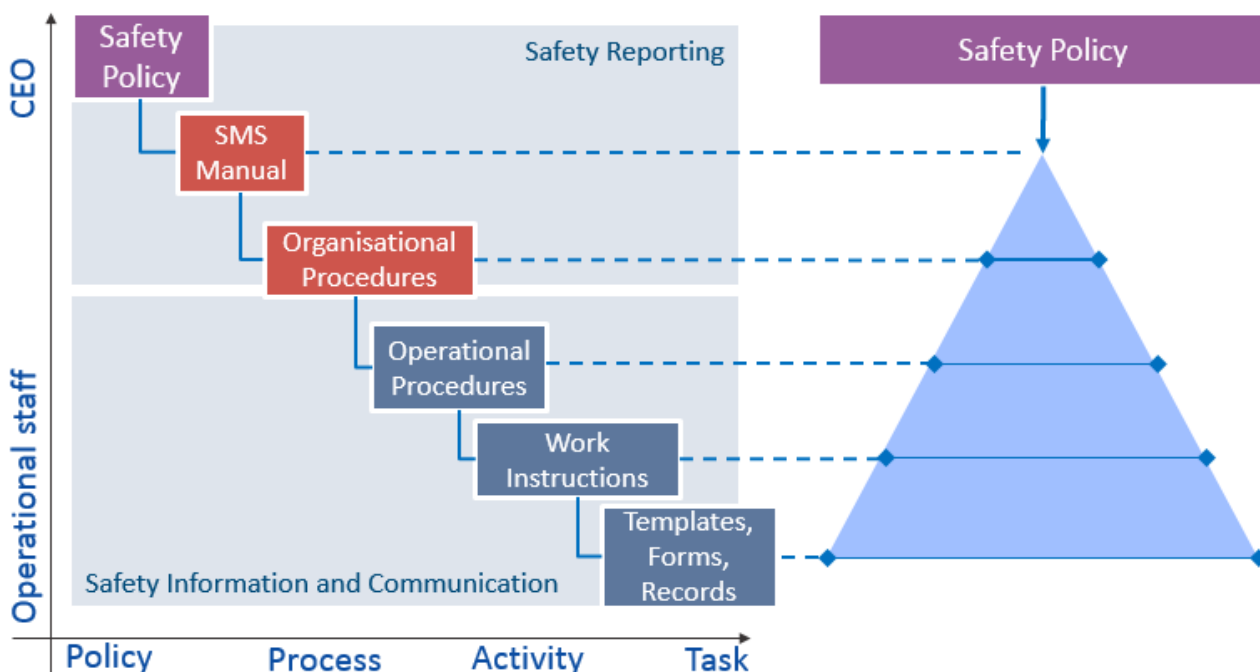 Safety
Policy
Safety Reporting
Safety Policy
CEO
SMS
Manual
Organisational
Procedures
Operational
Procedures
Operational staff
Work
Instructions
Templates,
Forms,
Records
Safety Information and Communication
Policy
Process
Activity
Task